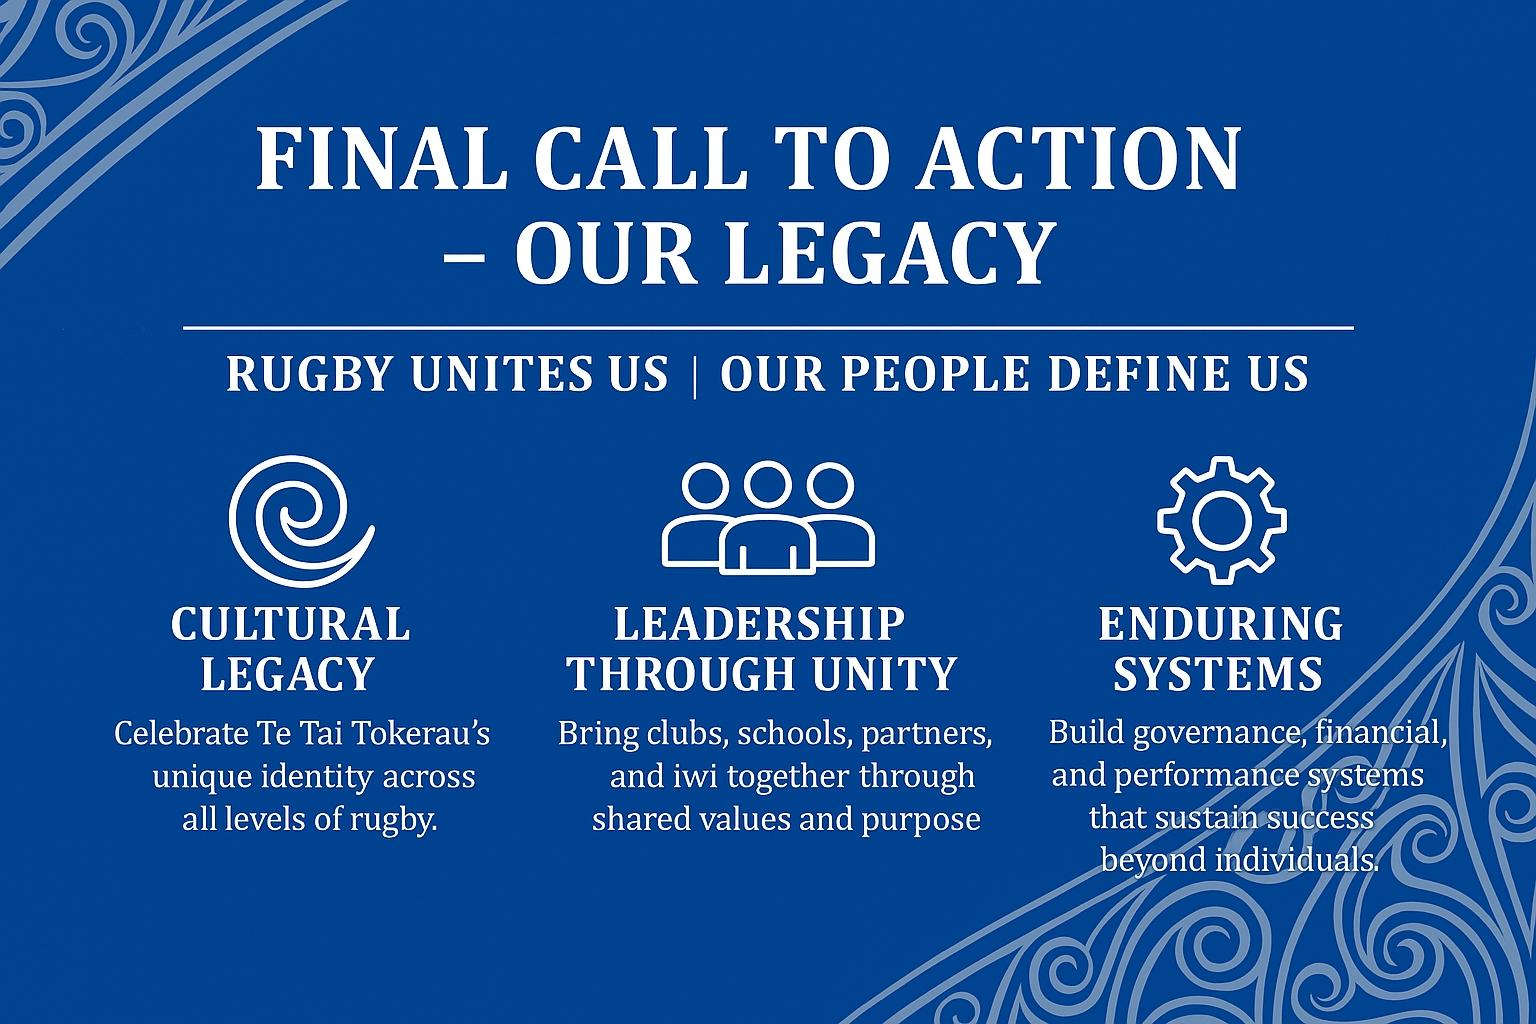 FINAL CALL TO ACTION
– OUR LEGACY
RUGBY UNITES US | OUR PEOPLE DEFINE US
CULTURAL
LEGACY
Celebrate Te Tai Tokerau’s
unique identity across
all levels of rugby.
LEADERSHIP
THROUGH UNITY
Bring clubs, schools, partners,
and iwi together through
shared values and purpose
ENDURING
SYSTEMS
Build governance, financial,
and performance systems
that sustain success
beyond individuals.